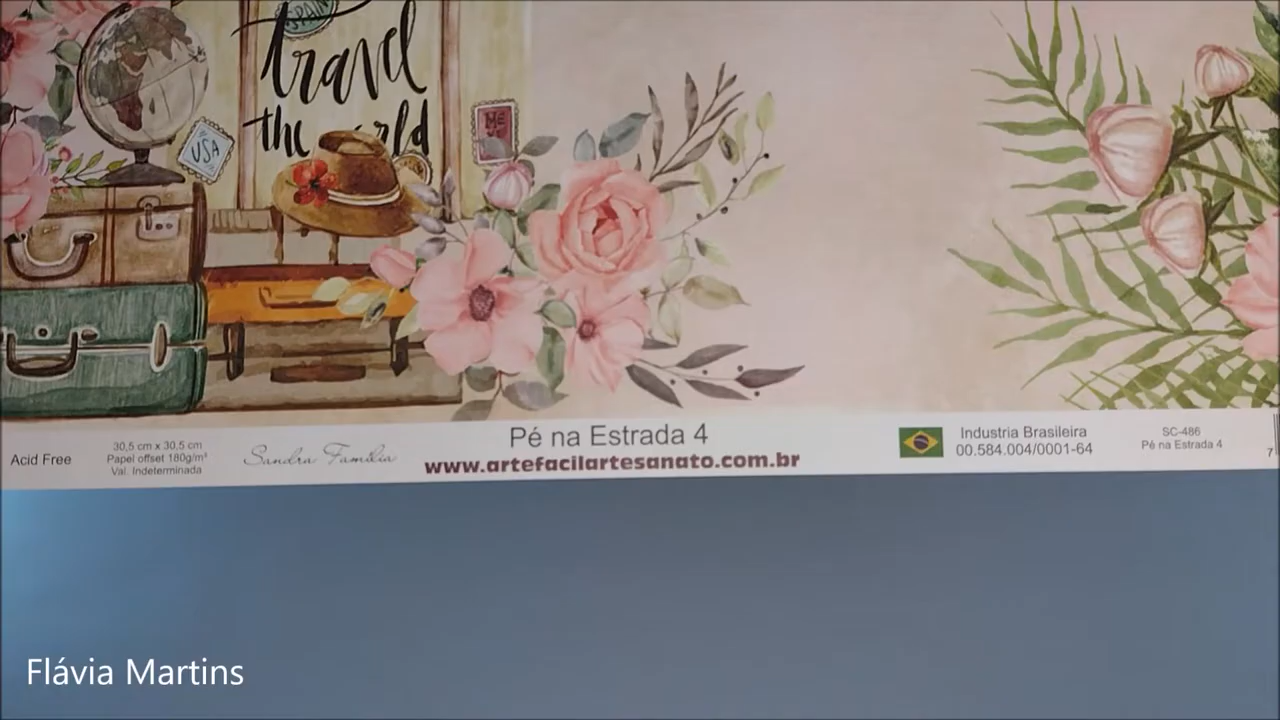 SPAIN
travel
the
USA
ME
Acid Free
30,5 cm x 30,5 cm
Papel offset 180g/m²
Val. Indeterminada
Sandra Família
Pé na Estrada 4
www.artefacilartesanato.com.br
Industria Brasileira
00.584.004/0001-64
SC-486
Pé na Estrada 4
Flávia Martins